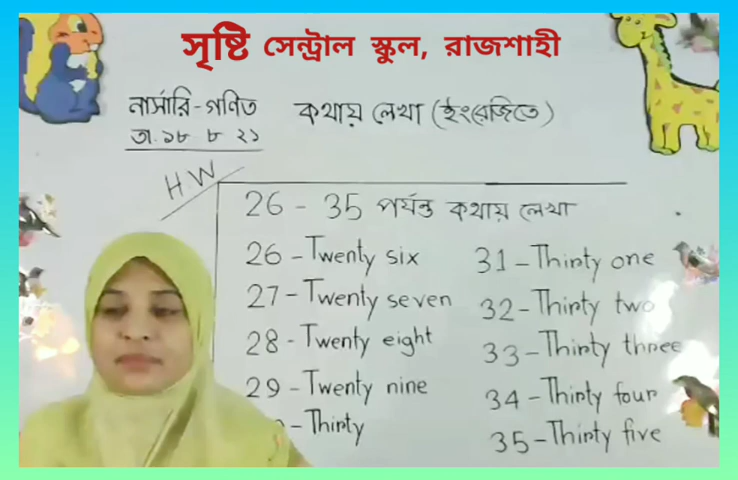 সৃষ্টি সেন্ট্রাল স্কুল, রাজশাহী
নার্সারি - গণিত
কথায় লেখা (ইংরেজিতে)
তা. ১৮ ৮ ২১
HW
26 - 35 পর্যন্ত কথায় লেখা
26 - Twenty six
27 - Twenty seven
28 - Twenty eight
29 - Twenty nine
- Thirty
31 - Thirty one
32 - Thirty two
33 - Thirty three
34 - Thirty four
35 - Thirty five